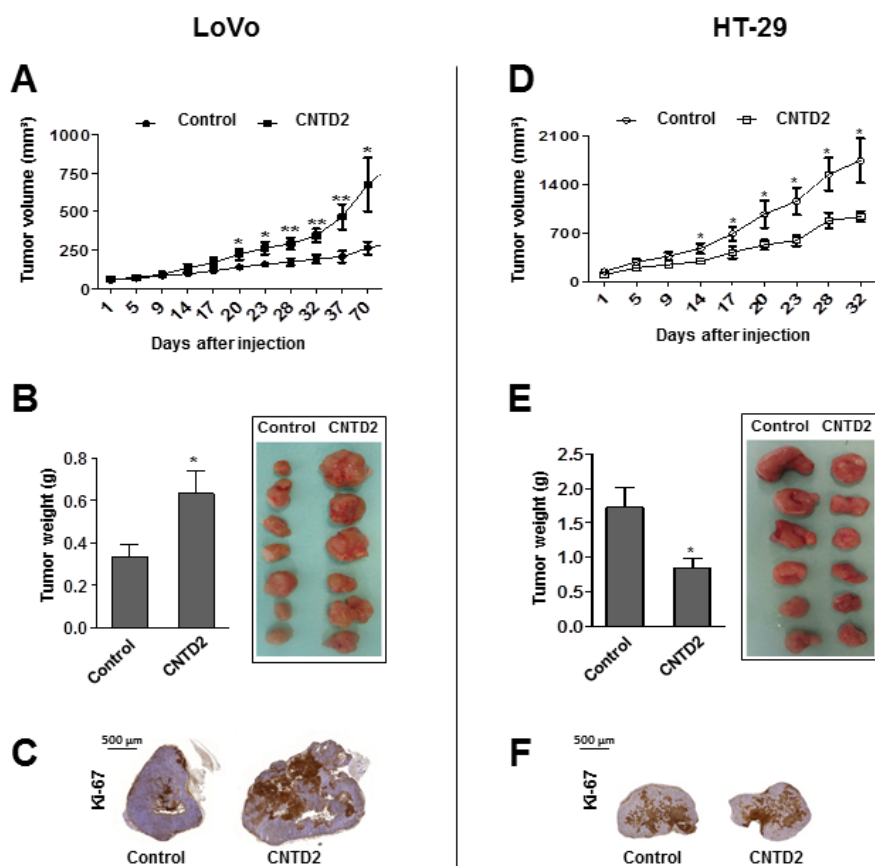 LoVo
HT-29
A
Control CNTD2
Tumor volume (mm³)
1000
750
500
250
0
* * ** ** ** *
1 5 9 14 17 20 23 28 32 37 70
Days after injection
D
Control CNTD2
Tumor volume (mm³)
2100
1400
700
0
* * * * * *
1 5 9 14 17 20 23 28 32
Days after injection
B
Tumor weight (g)
0.8
0.6
0.4
0.2
0.0
*
Control CNTD2
Control CNTD2
E
Tumor weight (g)
2.5
2.0
1.5
1.0
0.5
0.0
*
Control CNTD2
Control CNTD2
C
500 µm
Ki-67
Control CNTD2
F
500 µm
Ki-67
Control CNTD2